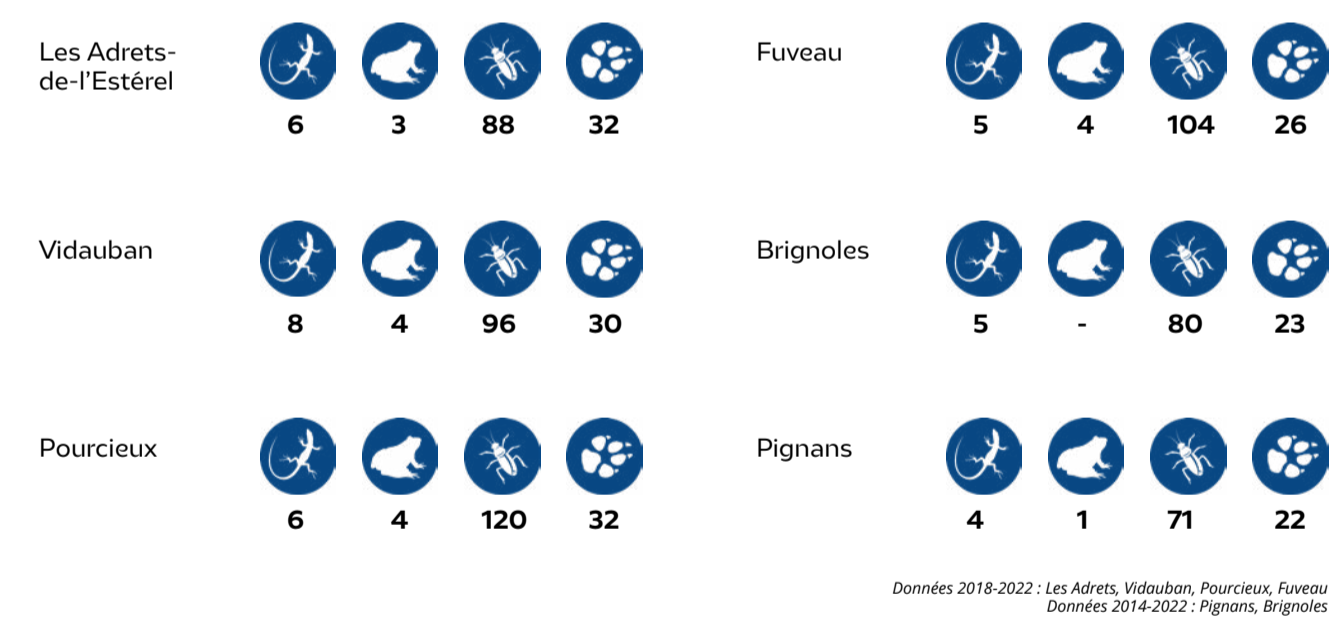 Les Adrets-
de-l'Estérel
6 3 88 32
Fuveau
5 4 104 26
Vidauban
8 4 96 30
Brignoles
5 - 80 23
Pourcieux
6 4 120 32
Pignans
4 1 71 22
Données 2018-2022 : Les Adrets, Vidauban, Pourcieux, Fuveau
Données 2014-2022 : Pignans, Brignoles